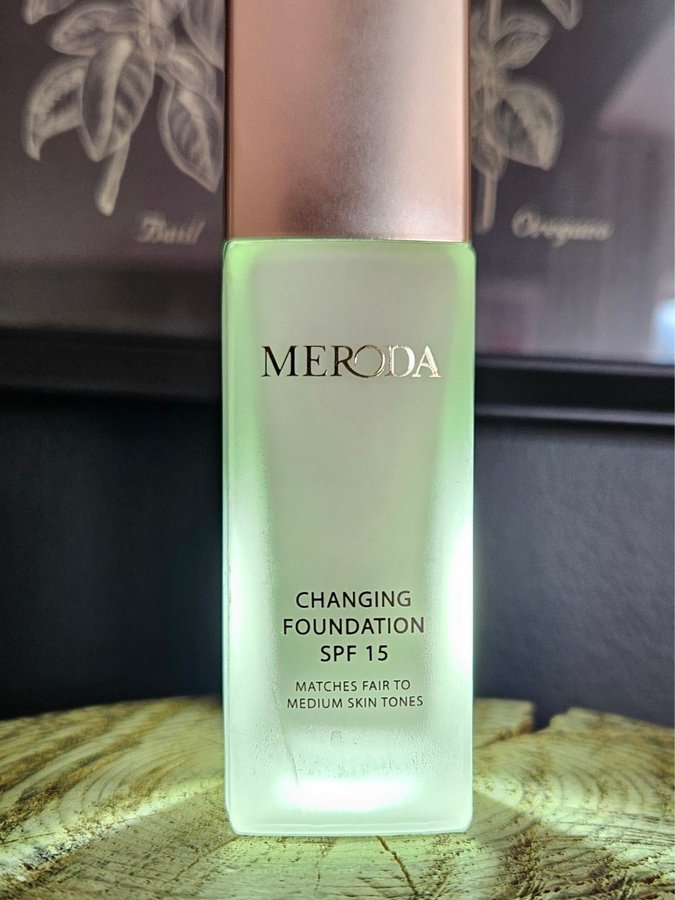 Basil
Oregano
MERODA
CHANGING
FOUNDATION
SPF 15
MATCHES FAIR TO
MEDIUM SKIN TONES